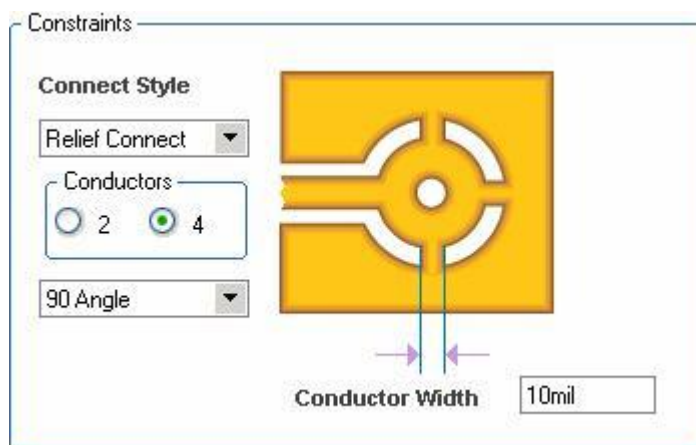 Constraints
Connect Style
Relief Connect
Conductors
2 4
90 Angle
Conductor Width 10mil